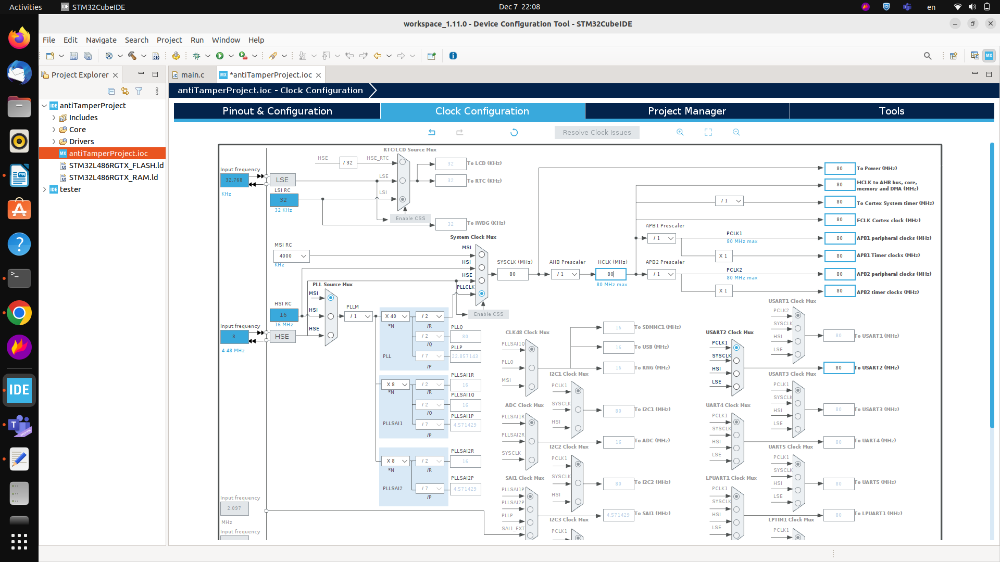 Activities
IDE STM32CubeIDE
Dec 7 22:08
en
workspace_1.11.0 - Device Configuration Tool - STM32CubeIDE
File Edit Navigate Search Project Run Window Help
010
MX
Project Explorer
IDE antiTamperProject
Includes
Core
Drivers
MX antiTamperProject.ioc
STM32L486RGTX_FLASH.ld
STM32L486RGTX_RAM.ld
IDE tester
main.c
MX *antiTamperProject.ioc
antiTamperProject.ioc - Clock Configuration
Pinout & Configuration Clock Configuration Project Manager Tools
Resolve Clock Issues
RTC/LCD Source Mux
HSE / 32 HSE_RTC 32 To LCD (KHz)
Input frequency
32.768 LSE LSE 32 To RTC (KHz)
KHz
LSI RC
32 LSI
32 KHz
Enable CSS
32 To IWDG (KHz)
System Clock Mux
MSI RC
4000
KHz
MSI
HSI
HSE
PLLCLK
Enable CSS
SYSCLK (MHz)
80
AHB Prescaler
/ 1
HCLK (MHz)
80
80 MHz max
80 To Power (MHz)
80 HCLK to AHB bus, core,
memory and DMA (MHz)
/ 1 80 To Cortex System timer (MHz)
80 FCLK Cortex clock (MHz)
APB1 Prescaler
/ 1
PCLK1
80 MHz max
80 APB1 peripheral clocks (MHz)
X 1 80 APB1 Timer clocks (MHz)
APB2 Prescaler
/ 1
PCLK2
80 MHz max
80 APB2 peripheral clocks (MHz)
X 1 80 APB2 timer clocks (MHz)
PLL Source Mux
MSI
HSI
HSE
HSI RC
16
16 MHz
Input frequency
8 HSE
4-48 MHz
PLLM
/ 1
X 40
*N
/ 2
/R
PLLQ
/ 2 80
/Q
PLLP
PLL / 7 22.857143
/P
PLLSAI1R
X 8 / 2 16
*N /R
PLLSAI1Q
/ 2 16
/Q
PLLSAI1P
PLLSAI1 / 7 4.571429
/P
PLLSAI2R
X 8 / 2 16
*N /R
PLLSAI2P
PLLSAI2 / 7 4.571429
/P
Input frequency
2.097
MHz
Input frequency
CLK48 Clock Mux
PLLSAI1Q
PLLQ
MSI
16 To SDMMC1 (MHz)
16 To USB (MHz)
16 To RNG (MHz)
I2C1 Clock Mux
PCLK1
SYSCLK
HSI
80 To I2C1 (MHz)
ADC Clock Mux
PLLSAI1R
PLLSAI2R
SYSCLK
16 To ADC (MHz)
I2C2 Clock Mux
PCLK1
SYSCLK
HSI
80 To I2C2 (MHz)
SAI1 Clock Mux
PLLSAI1P
PLLSAI2P
PLLP
SAI1_EXT
4.571429 To SAI1 (MHz)
I2C3 Clock Mux
PCLK1
USART2 Clock Mux
PCLK1
SYSCLK
HSI
LSE
80 To USART2 (MHz)
UART4 Clock Mux
PCLK1
SYSCLK
HSI
LSE
80 To UART4 (MHz)
LPUART1 Clock Mux
PCLK1
SYSCLK
HSI
LSE
80 To LPUART1 (MHz)
USART1 Clock Mux
PCLK2
SYSCLK
HSI
LSE
80 To USART1 (MHz)
USART3 Clock Mux
PCLK1
SYSCLK
HSI
LSE
80 To USART3 (MHz)
UART5 Clock Mux
PCLK1
SYSCLK
HSI
LSE
80 To UART5 (MHz)
LPTIM1 Clock Mux
PCLK1
IDE
PREVIEW